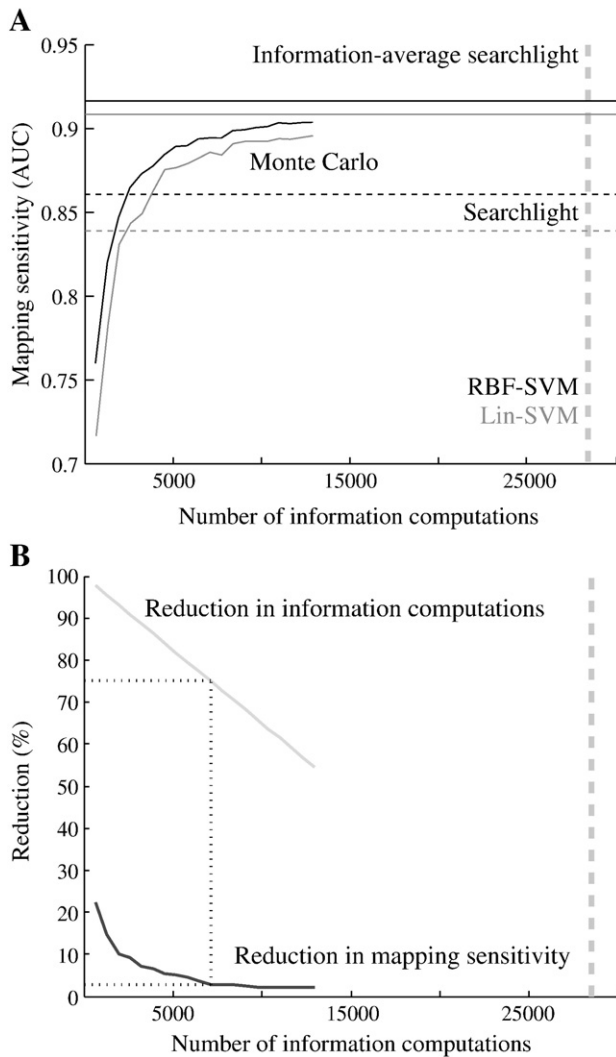 A
0.95
Information-average searchlight
0.9
Monte Carlo
0.85
Searchlight
Mapping sensitivity (AUC)
0.8
0.75
RBF-SVM
Lin-SVM
0.7
5000 15000 25000
Number of information computations
B
100
Reduction in information computations
90
80
70
60
50
Reduction (%)
40
30
20
10
Reduction in mapping sensitivity
0
5000 15000 25000
Number of information computations